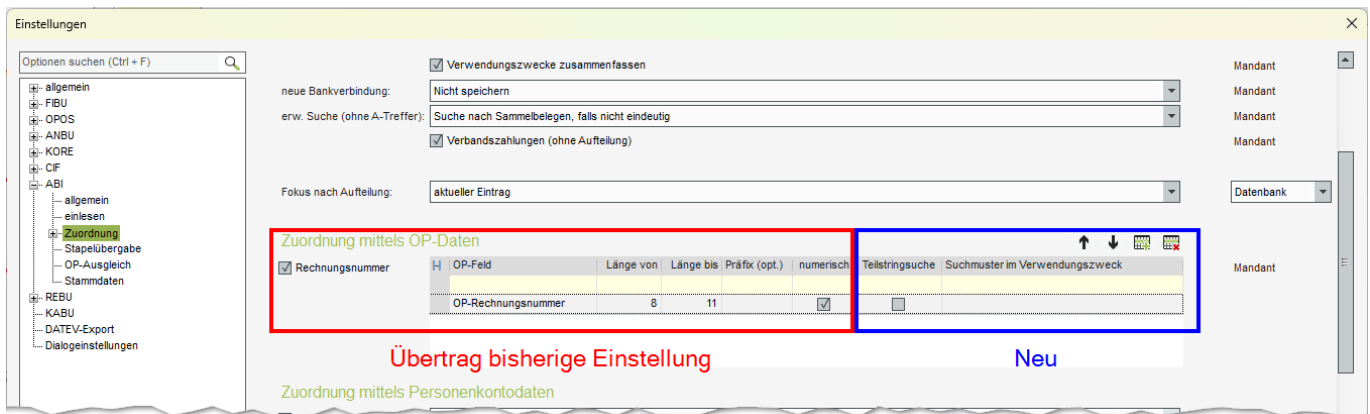 Einstellungen
Optionen suchen (Ctrl + F)
allgemein
FIBU
OPOS
ANBU
KORE
CIF
ABI
allgemein
einlesen
Zuordnung
Stapelübergabe
OP-Ausgleich
Stammdaten
REBU
KABU
DATEV-Export
Dialogeinstellungen
Verwendungszwecke zusammenfassen Mandant
neue Bankverbindung: Nicht speichern Mandant
erw. Suche (ohne A-Treffer): Suche nach Sammelbelegen, falls nicht eindeutig Mandant
Verbandszahlungen (ohne Aufteilung) Mandant
Fokus nach Aufteilung: aktueller Eintrag Datenbank
Zuordnung mittels OP-Daten
Rechnungsnummer OP-Feld Länge von Länge bis Präfix (opt.) numerisch Teilstringsuche Suchmuster im Verwendungszweck Mandant
OP-Rechnungsnummer 8 11
Übertrag bisherige Einstellung Neu
Zuordnung mittels Personenkontodaten